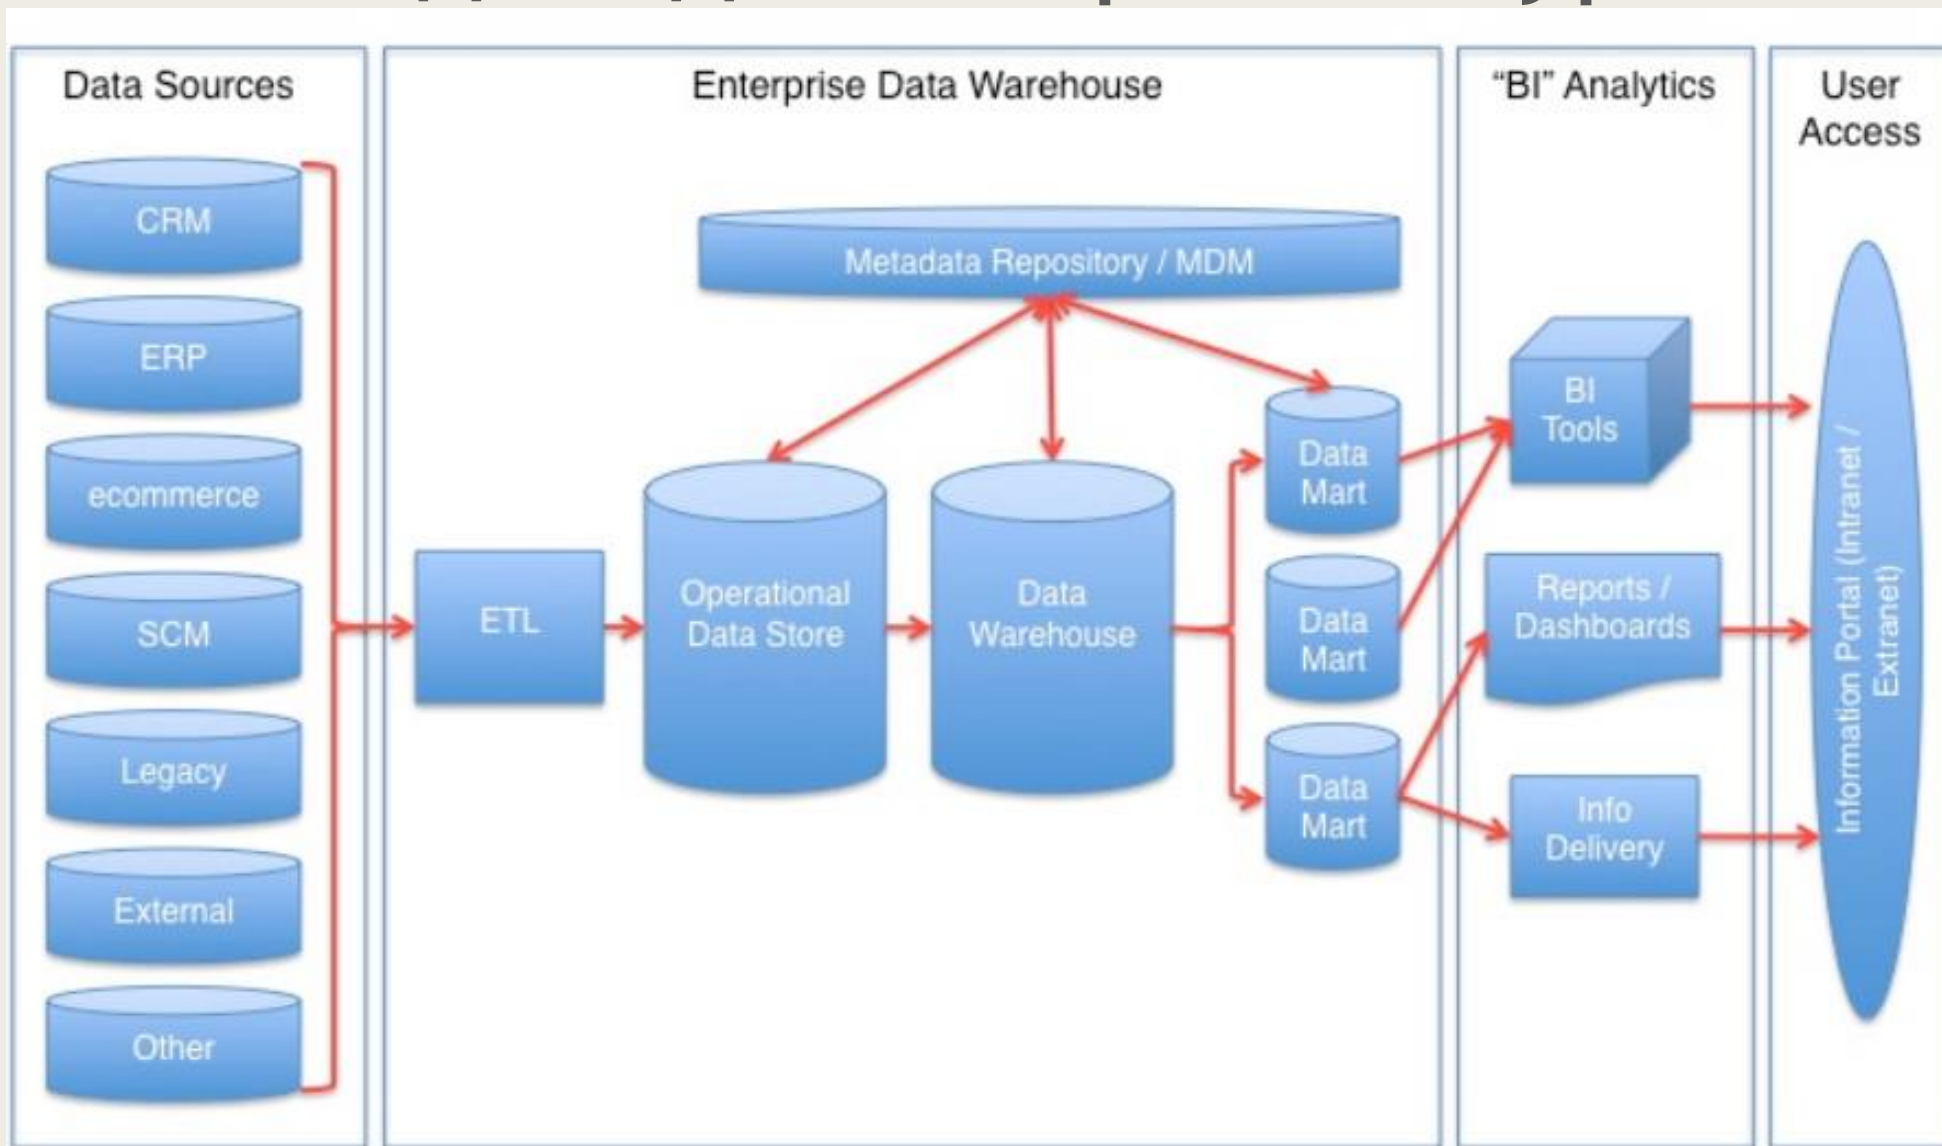 Data Sources
Enterprise Data Warehouse
“BI” Analytics
User
Access
CRM
ERP
ecommerce
SCM
Legacy
External
Other
Metadata Repository / MDM
ETL
Operational
Data Store
Data
Warehouse
Data
Mart
Data
Mart
Data
Mart
BI
Tools
Reports /
Dashboards
Info
Delivery
Information Portal (Intranet /
Extranet)